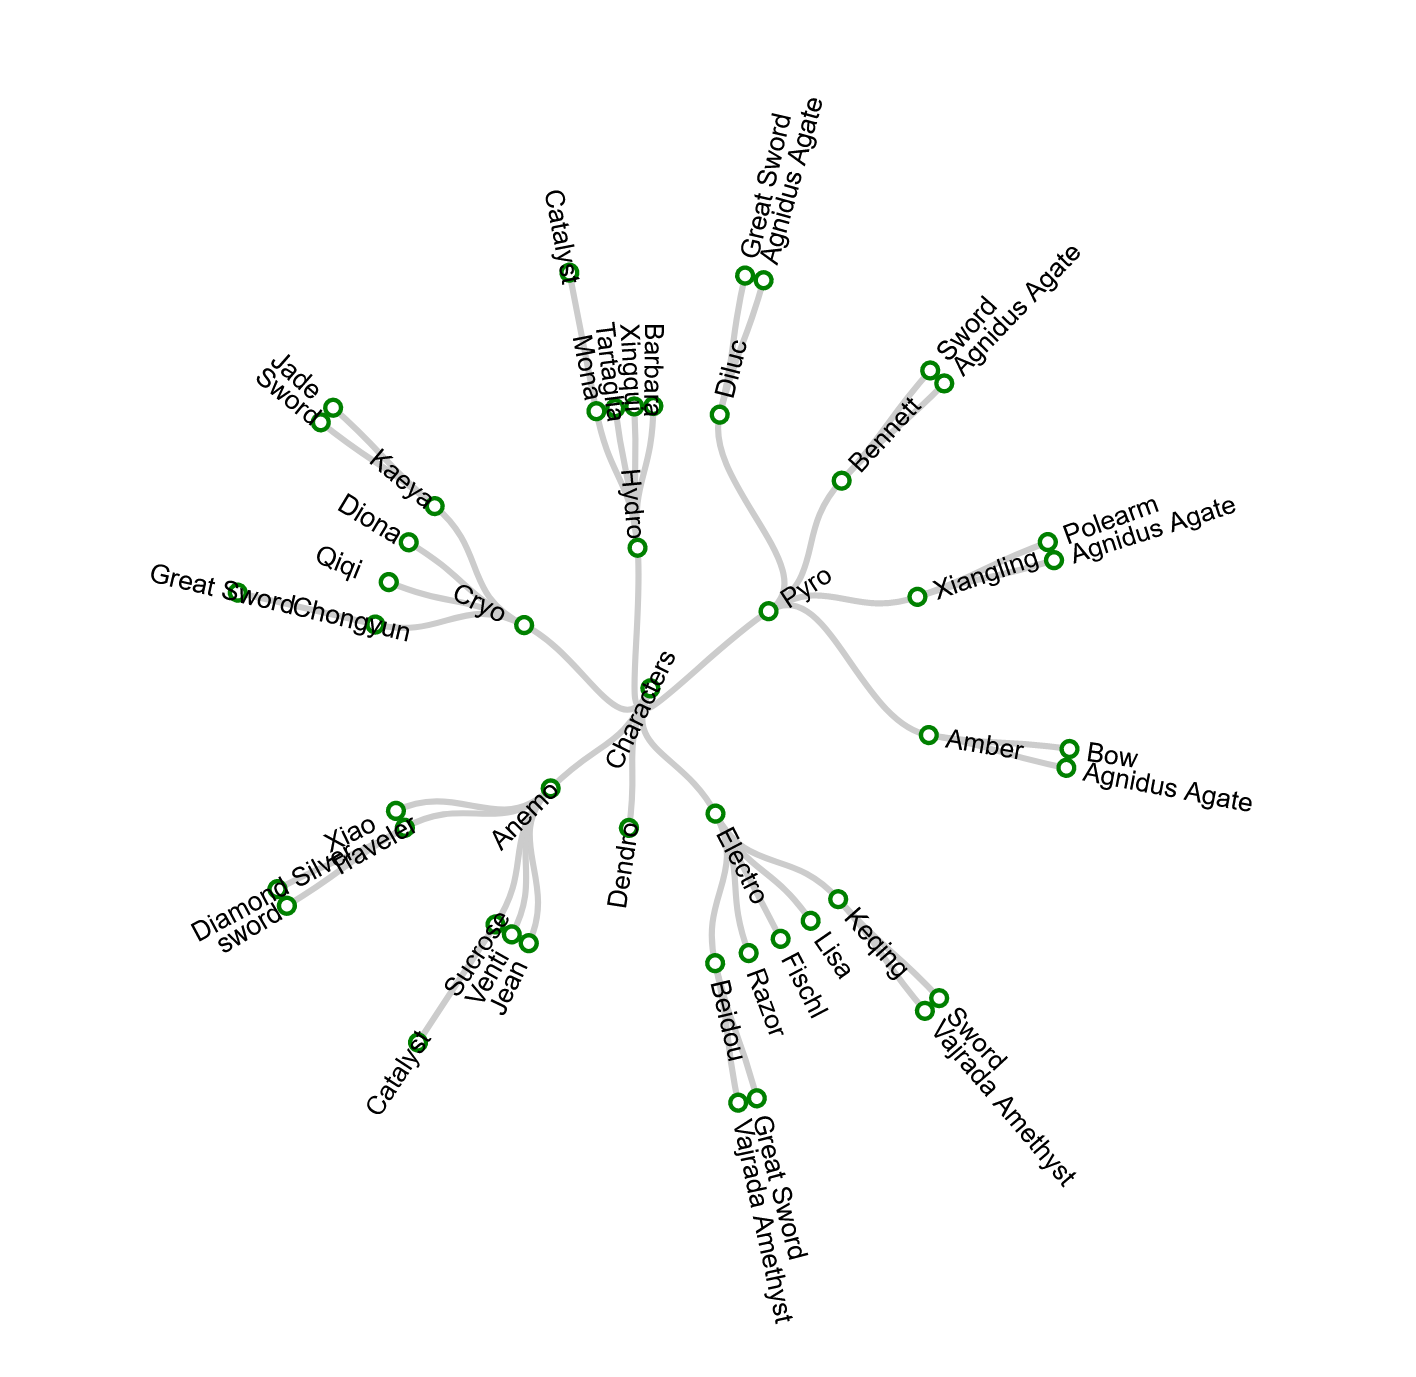 Characters
Pyro
Diluc
Great Sword
Agnidus Agate
Bennett
Sword
Agnidus Agate
Xiangling
Polearm
Agnidus Agate
Amber
Bow
Agnidus Agate
Electro
Keqing
Sword
Vajrada Amethyst
Lisa
Fischl
Razor
Beidou
Great Sword
Vajrada Amethyst
Dendro
Anemo
Jean
Venti
Sucrose
Catalyst
Traveler
sword
Xiao
Diamond Silver
Cryo
Chongyun
Great Sword
Qiqi
Diona
Kaeya
Sword
Jade
Hydro
Mona
Catalyst
Tartaglia
Xingqui
Barbara